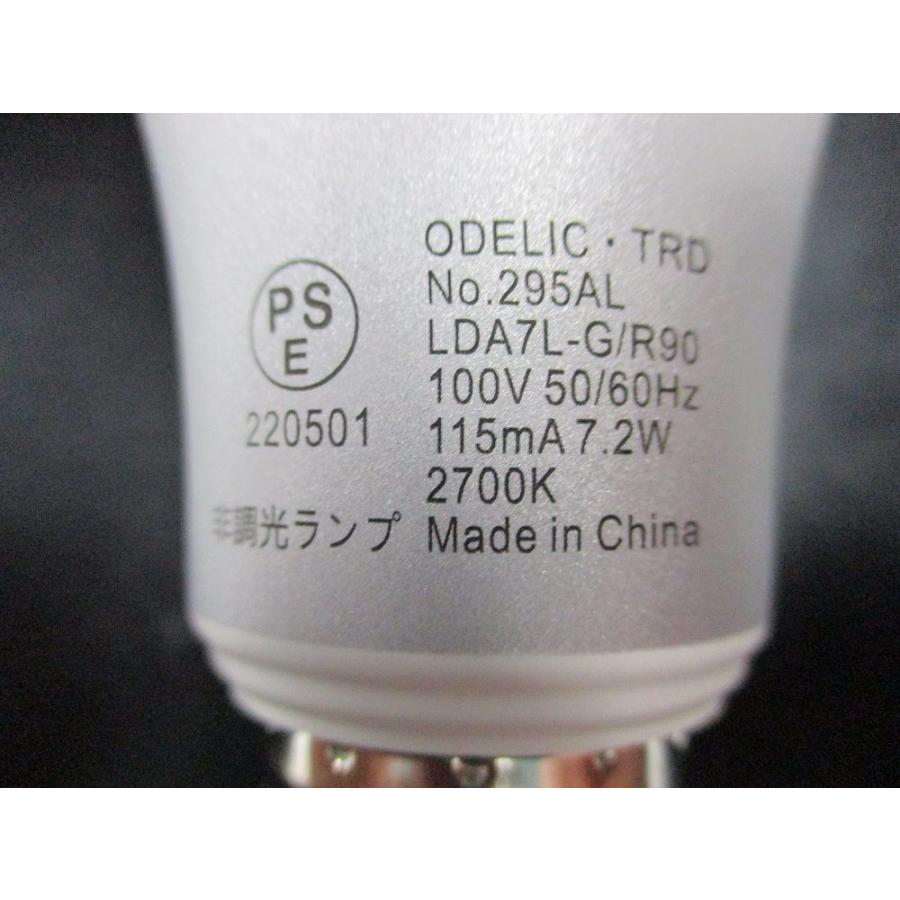 PS
E
220501
非調光ランプ
ODELIC・TRD
No.295AL
LDA7L-G/R90
100V 50/60Hz
115mA 7.2W
2700K
Made in China